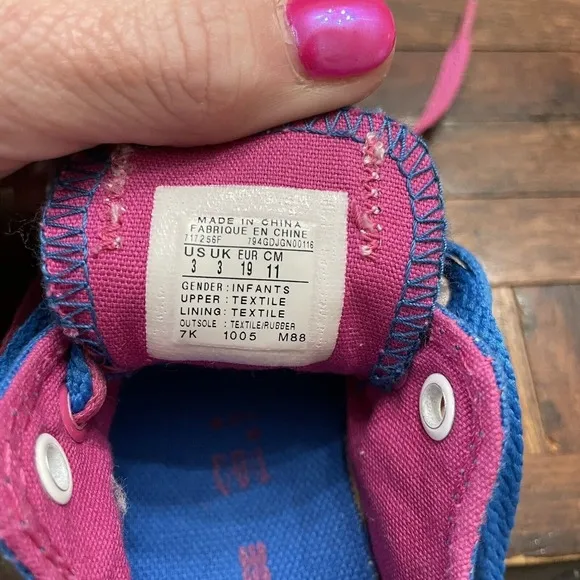 MADE IN CHINA
FABRIQUE EN CHINE
717256F 794GDJGN00116
US UK EUR CM
3 3 19 11
GENDER : INFANTS
UPPER : TEXTILE
LINING : TEXTILE
OUTSOLE : TEXTILE/RUBBER
7K 1005 M88